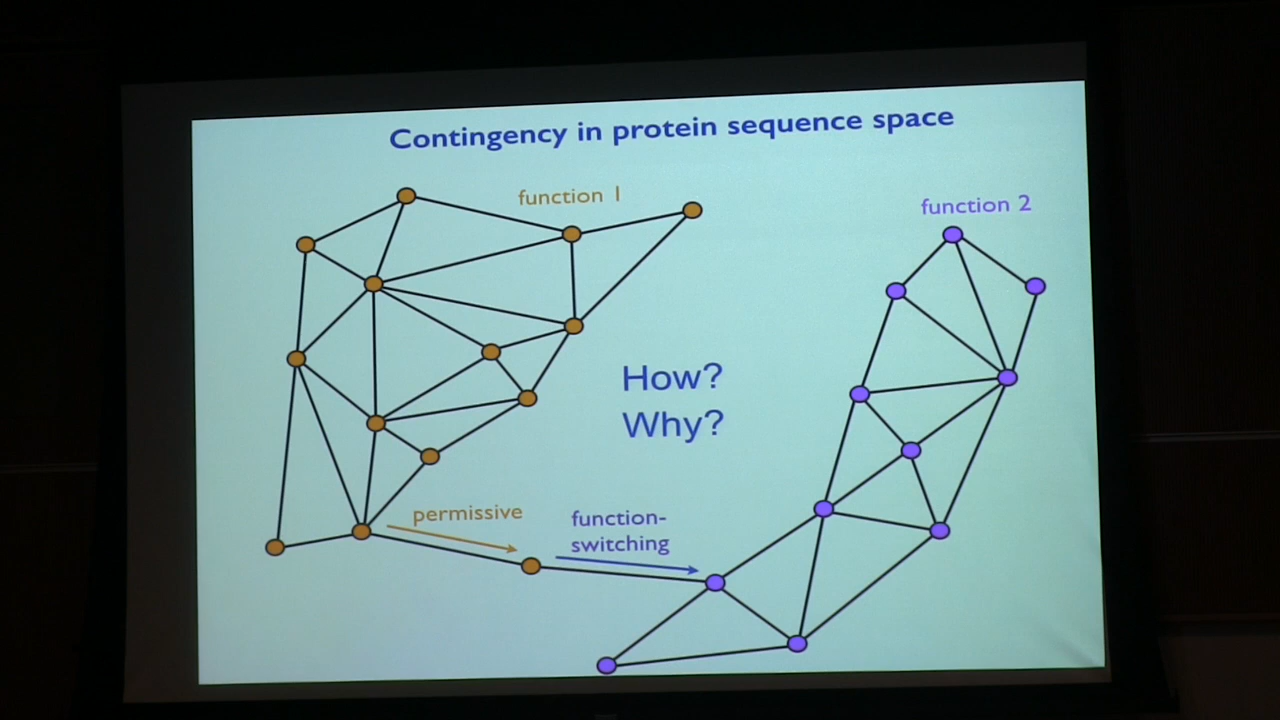 Contingency in protein sequence space
function 1
function 2
How?
Why?
permissive
function-
switching